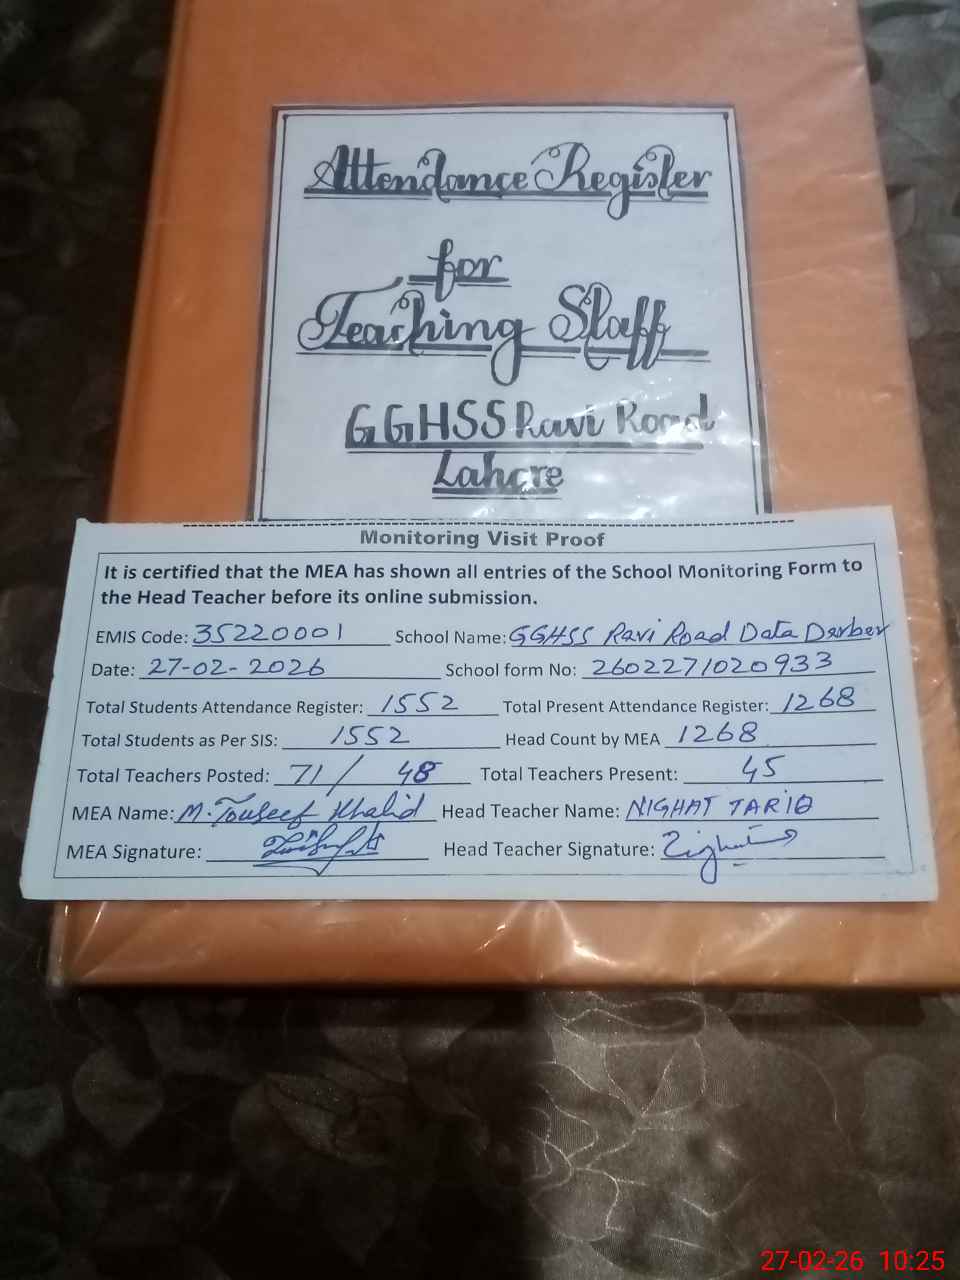 Attendance Register
for
Teaching Staff
GGHSS Ravi Road
Lahore
Monitoring Visit Proof
It is certified that the MEA has shown all entries of the School Monitoring Form to
the Head Teacher before its online submission.
EMIS Code: 35220001 School Name: GGHSS Ravi Road Data Darbar
Date: 27-02-2026 School form No: 2602271020933
Total Students Attendance Register: 1552 Total Present Attendance Register: 1268
Total Students as Per SIS: 1552 Head Count by MEA 1268
Total Teachers Posted: 71/ 48 Total Teachers Present: 45
MEA Name: M. Touseef Khalid Head Teacher Name: NIGHAT TARIQ
MEA Signature: Head Teacher Signature:
27-02-26 10:25